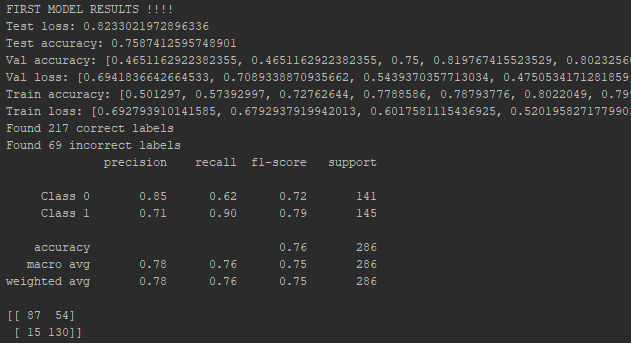 FIRST MODEL RESULTS !!!!
Test loss: 0.8233021972896336
Test accuracy: 0.7587412595748901
Val accuracy: [0.4651162922382355, 0.4651162922382355, 0.75, 0.819767415523529, 0.8023256
Val loss: [0.6941836642664533, 0.7089338870935662, 0.5439370357713034, 0.4750534171281859
Train accuracy: [0.501297, 0.57392997, 0.72762644, 0.7788586, 0.78793776, 0.8022049, 0.799
Train loss: [0.692793910141585, 0.6792937919942013, 0.6017581115436925, 0.520195827177990
Found 217 correct labels
Found 69 incorrect labels
precision recall f1-score support
Class 0 0.85 0.62 0.72 141
Class 1 0.71 0.90 0.79 145
accuracy 0.76 286
macro avg 0.78 0.76 0.75 286
weighted avg 0.78 0.76 0.75 286
[[ 87 54]
[ 15 130]]